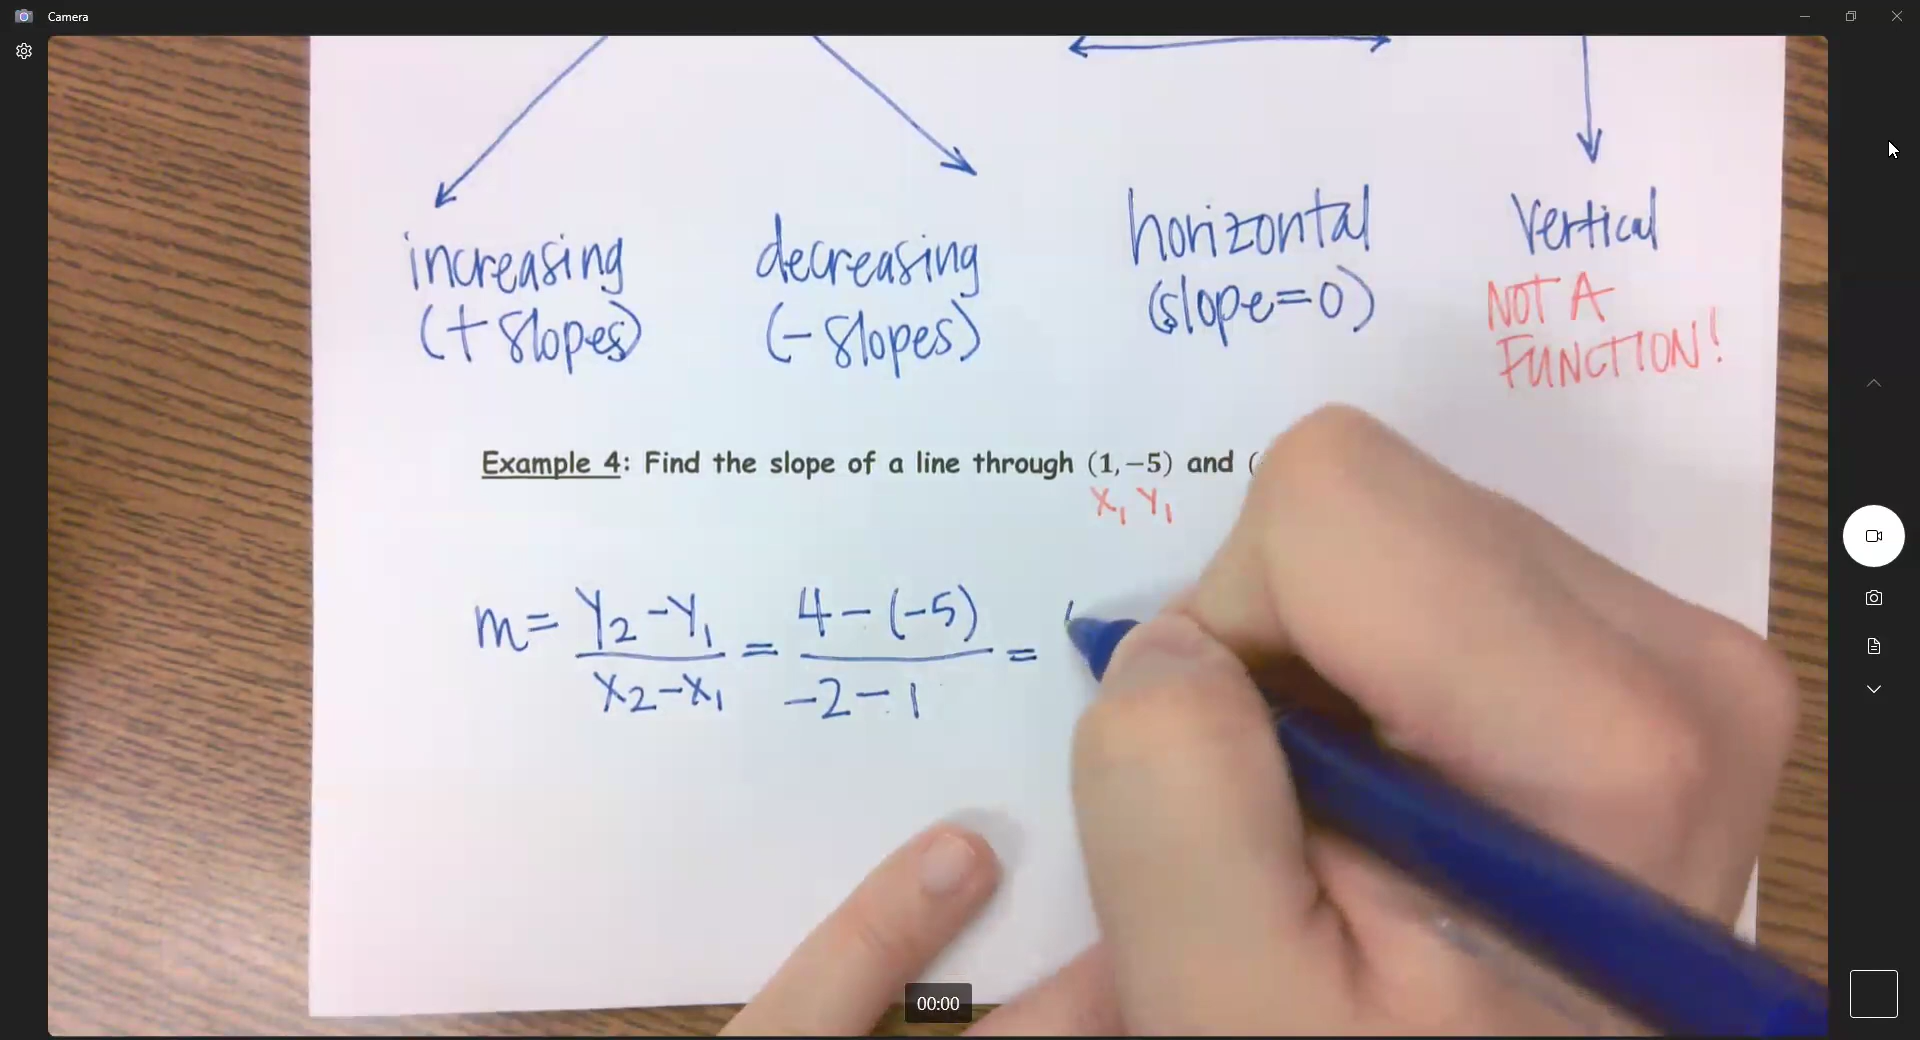 Camera
increasing
(+ slopes)
decreasing
(- slopes)
horizontal
(slope=0)
Vertical
NOT A
FUNCTION!
Example 4: Find the slope of a line through (1,−5) and (
X₁ Y₁
m = Y₂ - Y₁ / X₂ - X₁ = 4 - (-5) / -2 - 1 =
00:00